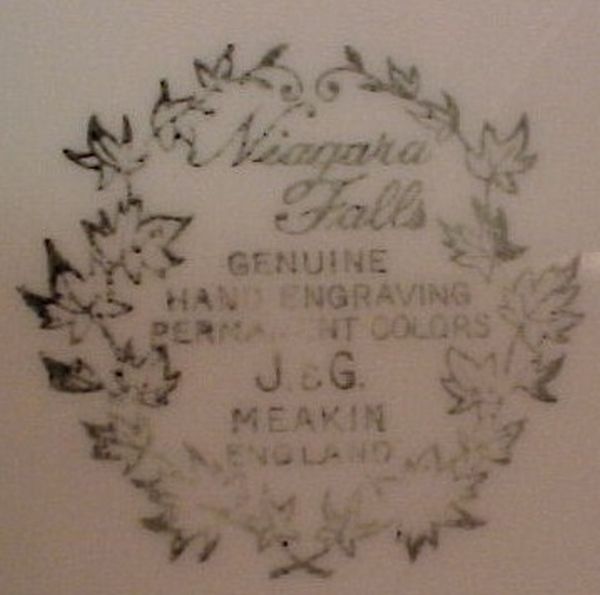 Niagara
Falls
GENUINE
HAND ENGRAVING
PERMANENT COLORS
J. & G.
MEAKIN
ENGLAND